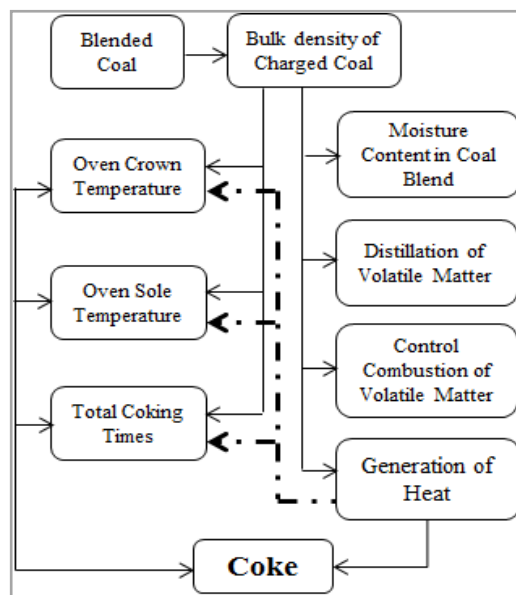 Blended
Coal
Bulk density of
Charged Coal
Oven Crown
Temperature
Moisture
Content in Coal
Blend
Oven Sole
Temperature
Distillation of
Volatile Matter
Total Coking
Times
Control
Combustion of
Volatile Matter
Generation of
Heat
Coke